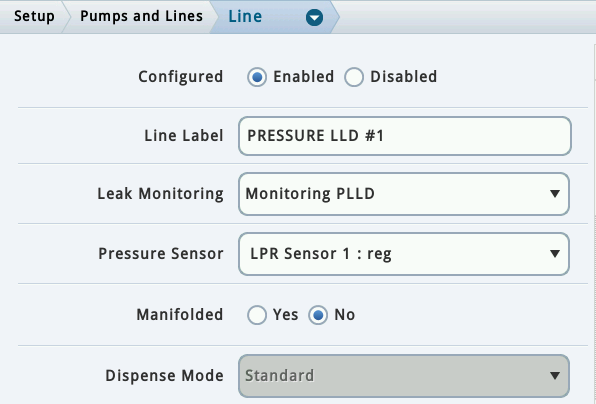 Setup Pumps and Lines Line
Configured Enabled Disabled
Line Label PRESSURE LLD #1
Leak Monitoring Monitoring PLLD
Pressure Sensor LPR Sensor 1 : reg
Manifolded Yes No
Dispense Mode Standard